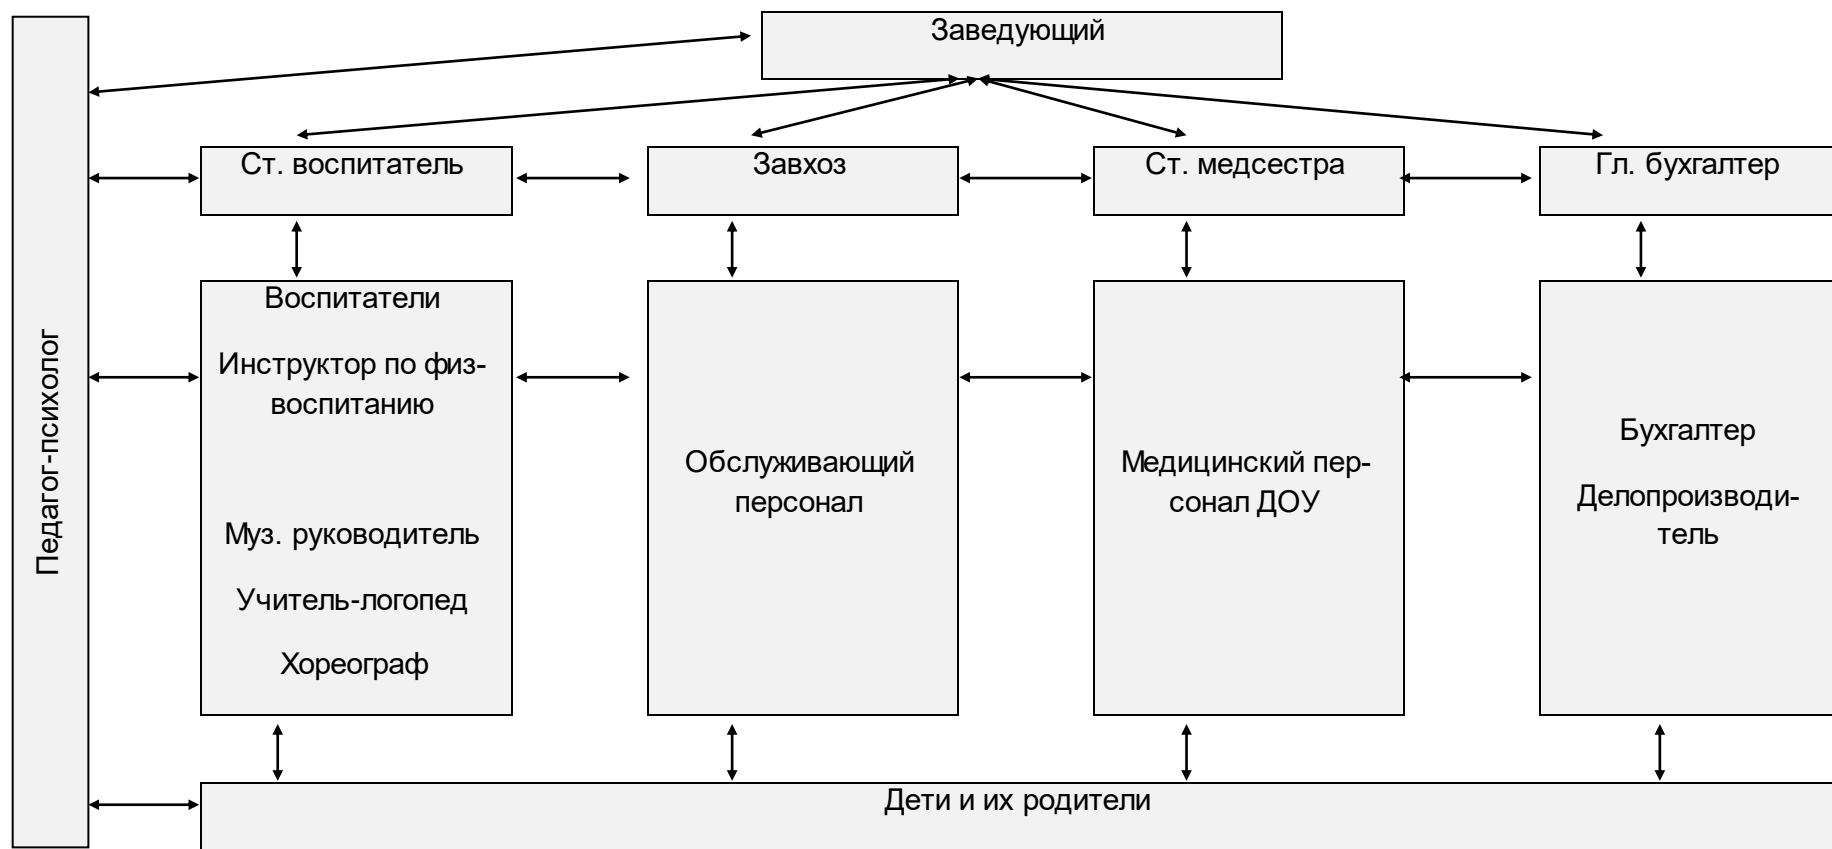 Заведующий
Ст. воспитатель
Завхоз
Ст. медсестра
Гл. бухгалтер
Педагог-психолог
Воспитатели
Инструктор по физ-
воспитанию
Муз. руководитель
Учитель-логопед
Хореограф
Обслуживающий
персонал
Медицинский пер-
сонал ДОУ
Бухгалтер
Делопроизводи-
тель
Дети и их родители